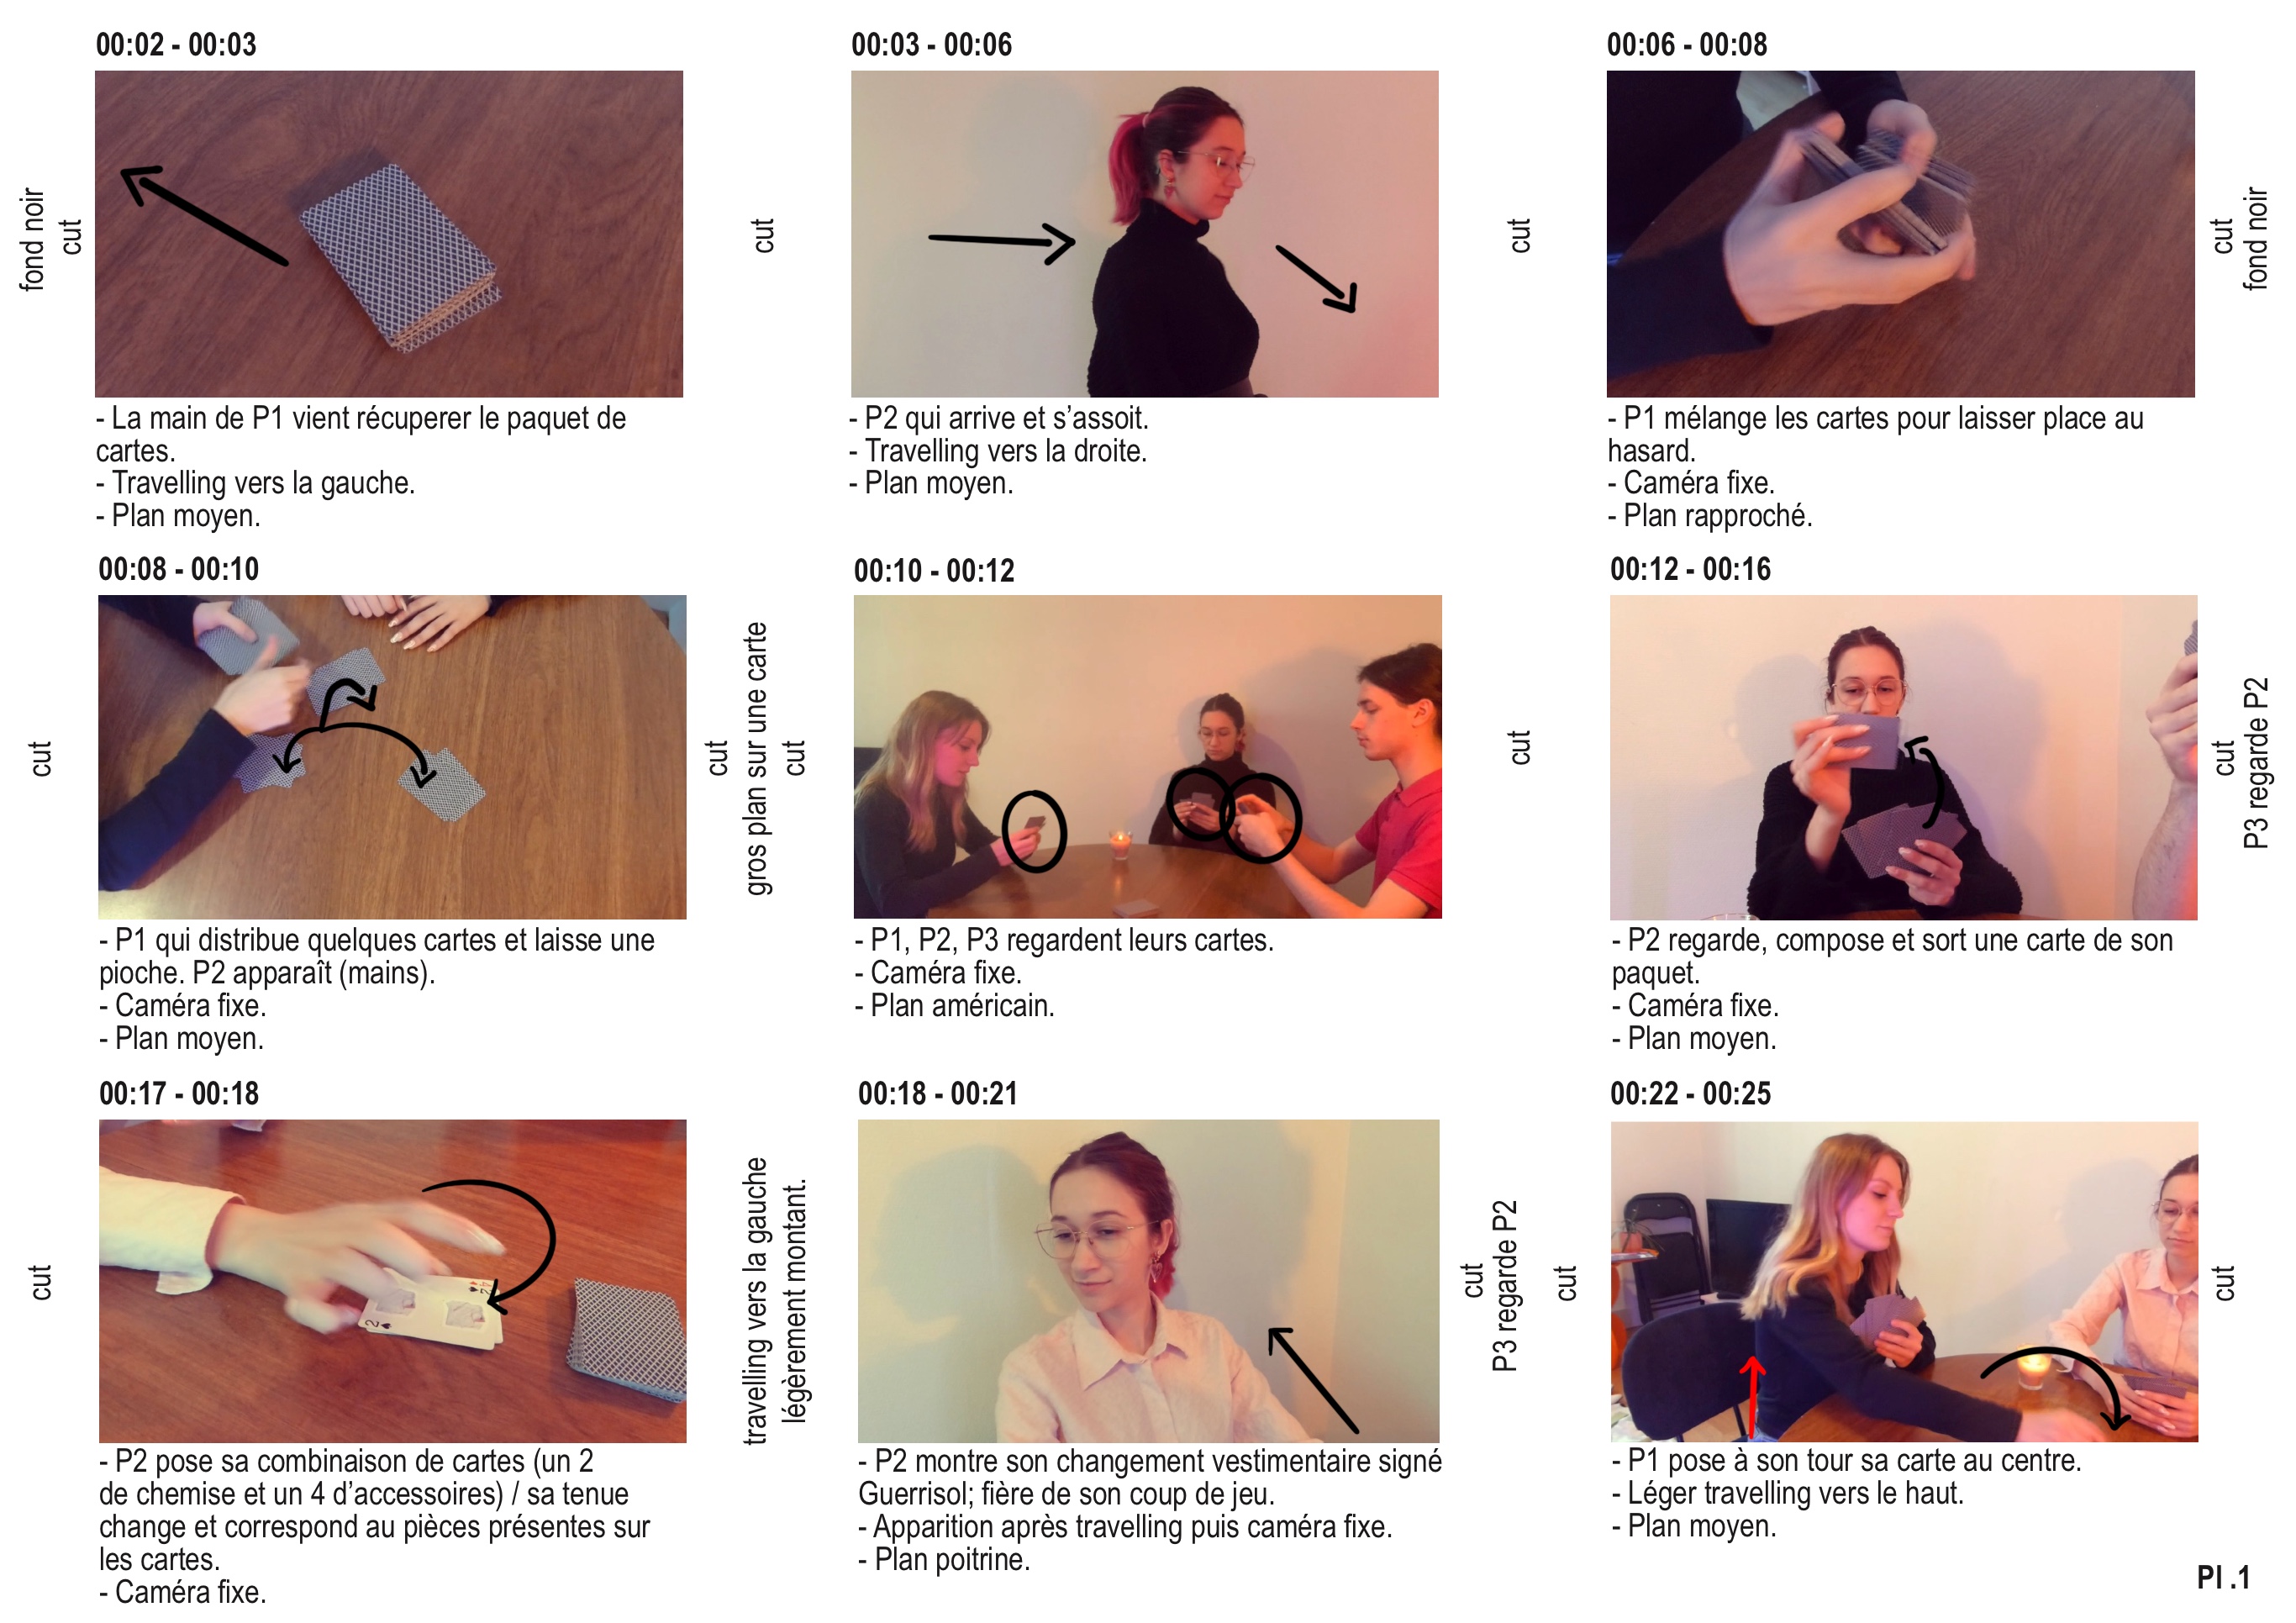 00:02 - 00:03
00:03 - 00:06
00:06 - 00:08
fond noir
cut
cut
cut
cut
fond noir
- La main de P1 vient récuperer le paquet de
cartes.
- Travelling vers la gauche.
- Plan moyen.
- P2 qui arrive et s’assoit.
- Travelling vers la droite.
- Plan moyen.
- P1 mélange les cartes pour laisser place au
hasard.
- Caméra fixe.
- Plan rapproché.
00:08 - 00:10
00:10 - 00:12
00:12 - 00:16
cut
cut
gros plan sur une carte
cut
cut
cut
P3 regarde P2
- P1 qui distribue quelques cartes et laisse une
pioche. P2 apparaît (mains).
- Caméra fixe.
- Plan moyen.
- P1, P2, P3 regardent leurs cartes.
- Caméra fixe.
- Plan américain.
- P2 regarde, compose et sort une carte de son
paquet.
- Caméra fixe.
- Plan moyen.
00:17 - 00:18
00:18 - 00:21
00:22 - 00:25
cut
2
travelling vers la gauche
légèrement montant.
cut
P3 regarde P2
cut
cut
- P2 pose sa combinaison de cartes (un 2
de chemise et un 4 d’accessoires) / sa tenue
change et correspond au pièces présentes sur
les cartes.
- Caméra fixe.
- P2 montre son changement vestimentaire signé
Guerrisol; fière de son coup de jeu.
- Apparition après travelling puis caméra fixe.
- Plan poitrine.
- P1 pose à son tour sa carte au centre.
- Léger travelling vers le haut.
- Plan moyen.
Pl .1